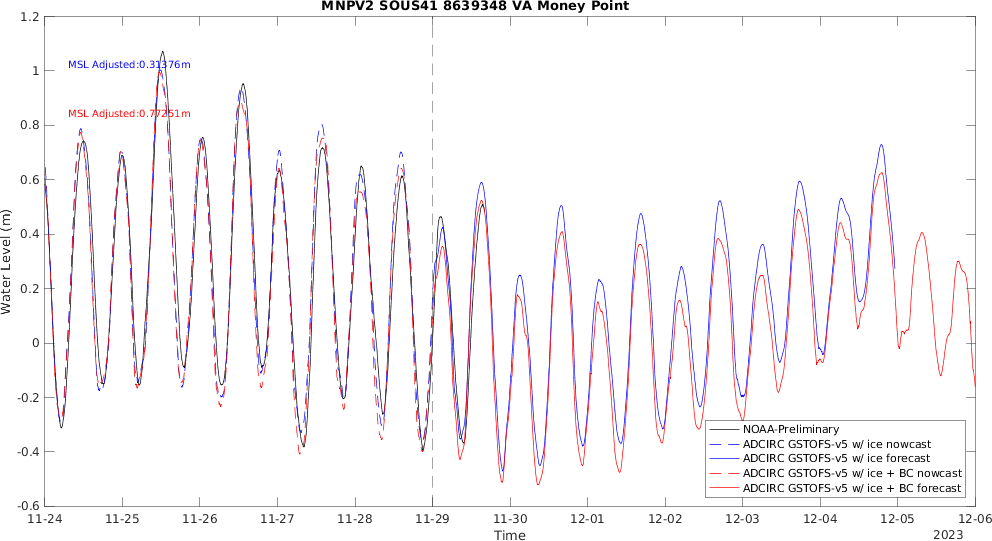 MNPV2 SOUS41 8639348 VA Money Point
1.2
1
0.8
0.6
0.4
0.2
0
-0.2
-0.4
-0.6
Water Level (m)
MSL Adjusted:0.31376m
MSL Adjusted:0.77251m
NOAA-Preliminary
ADCIRC GSTOFS-v5 w/ ice nowcast
ADCIRC GSTOFS-v5 w/ ice forecast
ADCIRC GSTOFS-v5 w/ ice + BC nowcast
ADCIRC GSTOFS-v5 w/ ice + BC forecast
11-24 11-25 11-26 11-27 11-28 11-29 11-30 12-01 12-02 12-03 12-04 12-05 12-06
Time
2023